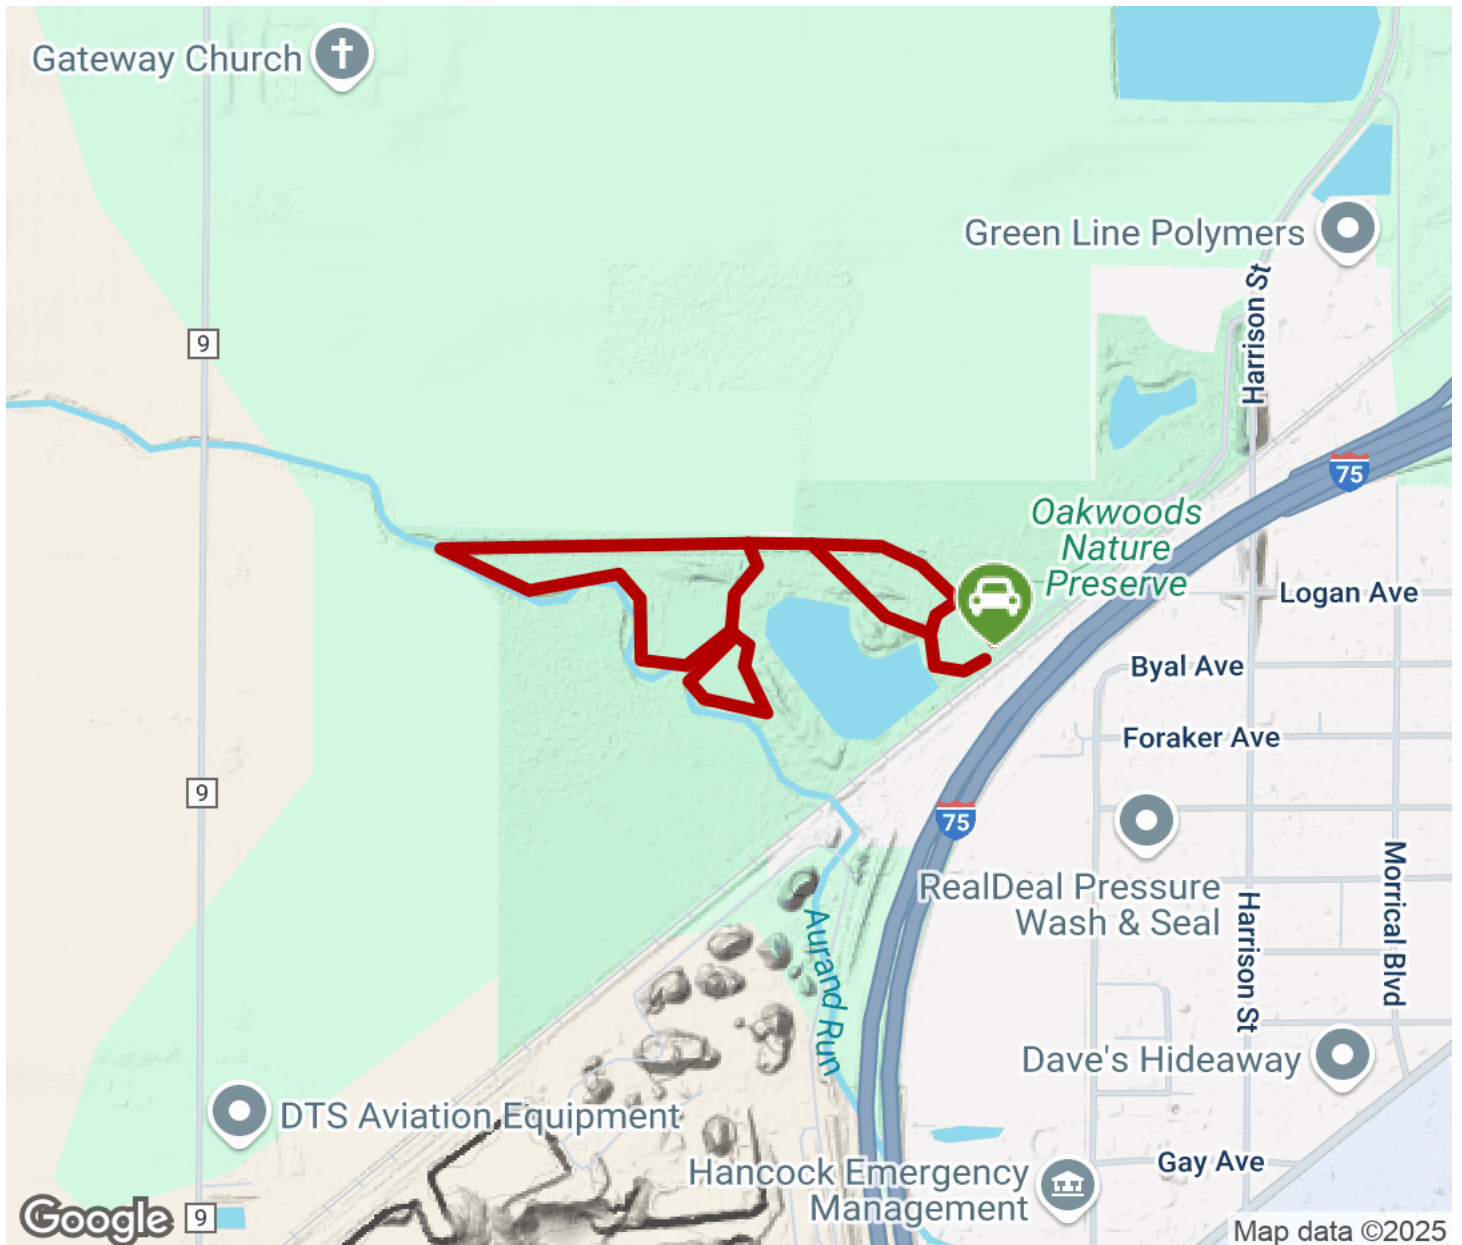 Gateway Church
Green Line Polymers
Harrison St
9
75
Oakwoods
Nature
Preserve
Logan Ave
Byal Ave
Foraker Ave
9
75
RealDeal Pressure
Wash & Seal
Morrical Blvd
Harrison St
Aurand Run
Dave's Hideaway
DTS Aviation Equipment
Hancock Emergency
Management
Gay Ave
Google
9
Map data ©2025